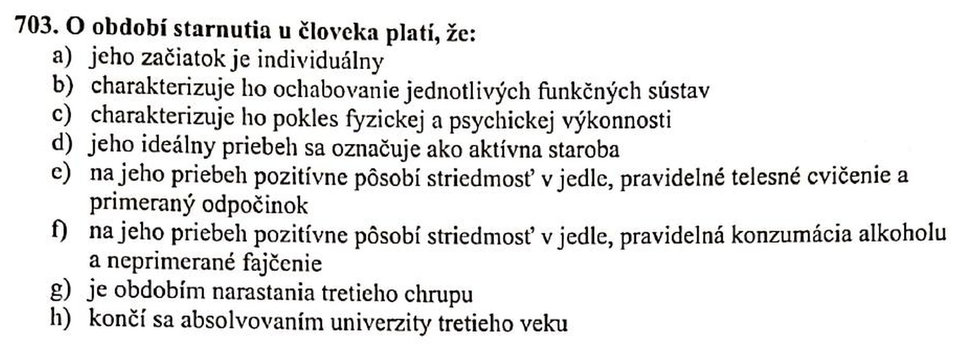 703. O období starnutia u človeka platí, že:
a) jeho začiatok je individuálny
b) charakterizuje ho ochabovanie jednotlivých funkčných sústav
c) charakterizuje ho pokles fyzickej a psychickej výkonnosti
d) jeho ideálny priebeh sa označuje ako aktívna staroba
e) na jeho priebeh pozitívne pôsobí striedmosť v jedle, pravidelné telesné cvičenie a
primeraný odpočinok
f) na jeho priebeh pozitívne pôsobí striedmosť v jedle, pravidelná konzumácia alkoholu
a neprimerané fajčenie
g) je obdobím narastania tretieho chrupu
h) končí sa absolvovaním univerzity tretieho veku